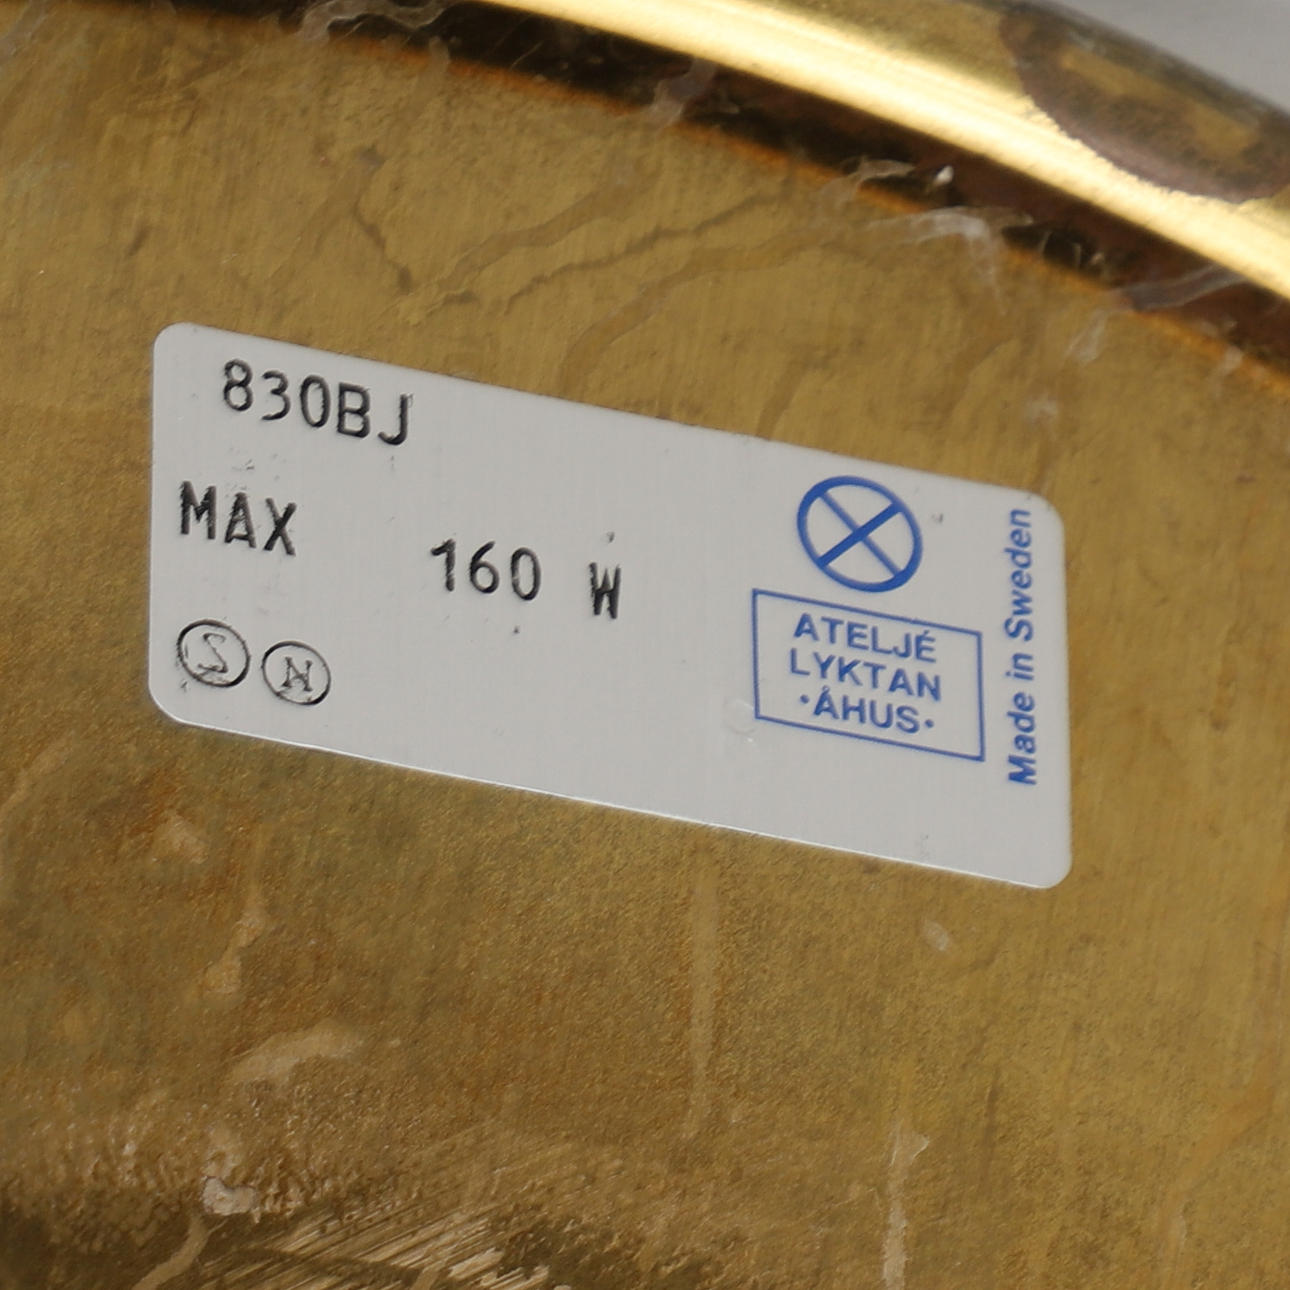 830BJ
MAX 160 W
S N
ATELJÉ
LYKTAN
·ÅHUS·
Made in Sweden